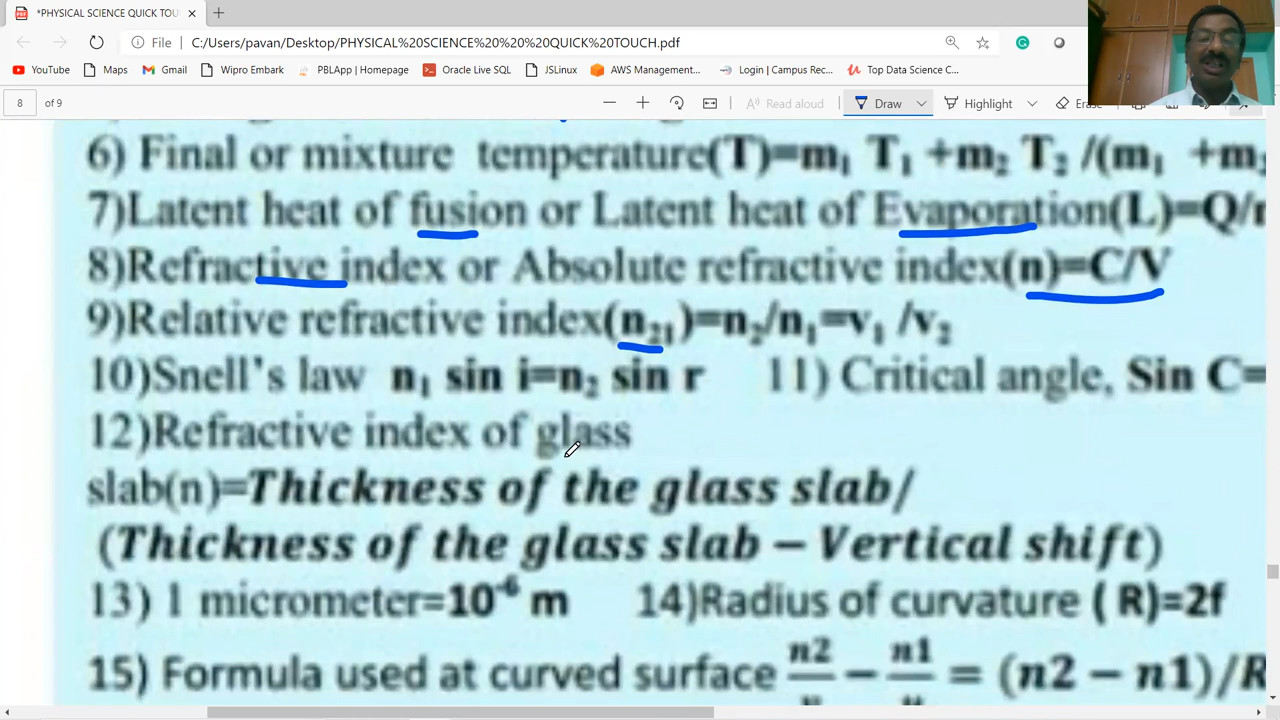 *PHYSICAL SCIENCE QUICK TOU
File C:/Users/pavan/Desktop/PHYSICAL%20SCIENCE%20%20%20QUICK%20TOUCH.pdf
YouTube Maps Gmail Wipro Embark PBLApp | Homepage Oracle Live SQL JSLinux AWS Management... Login | Campus Rec... Top Data Science C...
8 of 9 Read aloud Draw Highlight Erase
6) Final or mixture temperature(T)=m₁ T₁ +m₂ T₂ /(m₁ +m₂
7)Latent heat of fusion or Latent heat of Evaporation(L)=Q/
8)Refractive index or Absolute refractive index(n)=C/V
9)Relative refractive index(n₂₁)=n₂/n₁=v₁ /v₂
10)Snell's law n₁ sin i=n₂ sin r 11) Critical angle, Sin C=
12)Refractive index of glass
slab(n)=Thickness of the glass slab/
(Thickness of the glass slab – Vertical shift)
13) 1 micrometer=10⁻⁶ m 14)Radius of curvature ( R)=2f
15) Formula used at curved surface n2/v – n1/u = (n2 – n1)/R